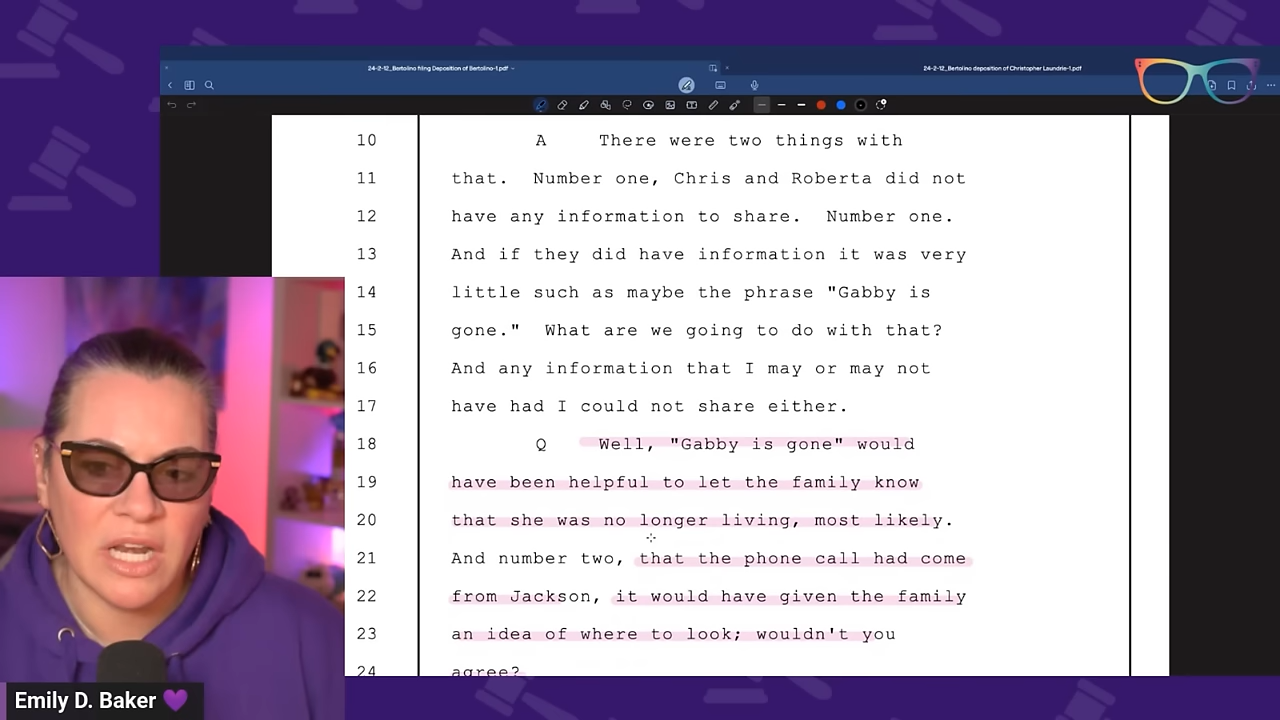 24-2-12_Bertolino filing Deposition of Bertolino-1.pdf
24-2-12_Bertolino deposition of Christopher Laundrie-1.pdf
10 A There were two things with
11 that. Number one, Chris and Roberta did not
12 have any information to share. Number one.
13 And if they did have information it was very
14 little such as maybe the phrase "Gabby is
15 gone." What are we going to do with that?
16 And any information that I may or may not
17 have had I could not share either.
18 Q Well, "Gabby is gone" would
19 have been helpful to let the family know
20 that she was no longer living, most likely.
21 And number two, that the phone call had come
22 from Jackson, it would have given the family
23 an idea of where to look; wouldn't you
24 agree?
Emily D. Baker 💜